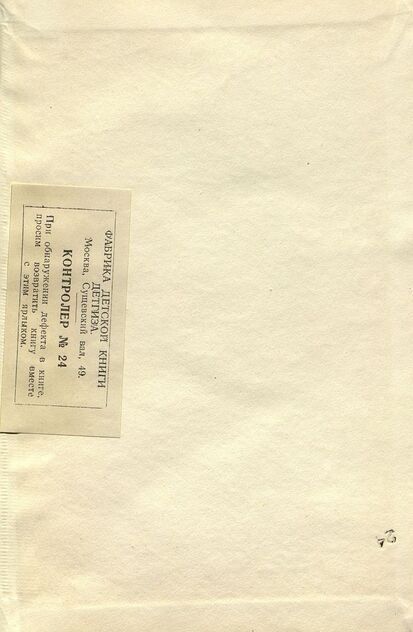 ФАБРИКА ДЕТСКОЙ КНИГИ
ДЕТГИЗА
Москва, Сущевский вал, 49.
КОНТРОЛЕР № 24
При обнаружении дефекта в книге,
просим возвратить книгу вместе
с этим ярлыком.